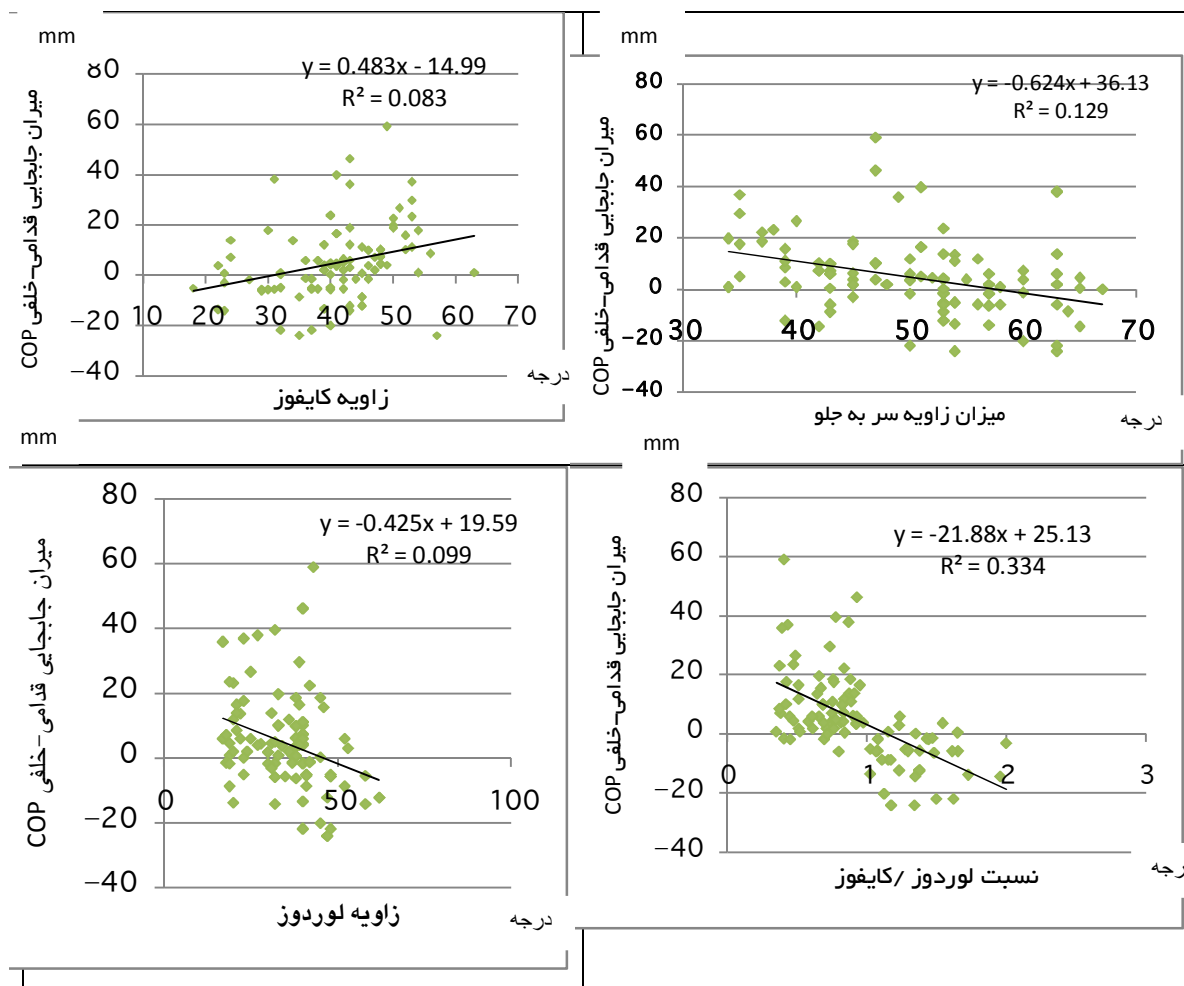 mm
y = 0.483x - 14.99
R² = 0.083
80
60
40
20
0
−20
−40
10
20
30
40
50
60
70
میران جابجایی قدامی-خلفی COP
درجه
زاویه کایفوز
mm
y = -0.624x + 36.13
R² = 0.129
80
60
40
20
0
−20
−40
30
40
50
60
70
میران جابجایی قدامی-خلفی COP
درجه
میزان زاویه سر به جلو
mm
y = -0.425x + 19.59
R² = 0.099
80
60
40
20
0
−20
−40
0
50
100
میران جابجایی قدامی-خلفی COP
درجه
زاویه لوردوز
mm
y = -21.88x + 25.13
R² = 0.334
80
60
40
20
0
−20
−40
0
1
2
3
میران جابجایی قدامی-خلفی COP
نسبت لوردوز /کایفوز